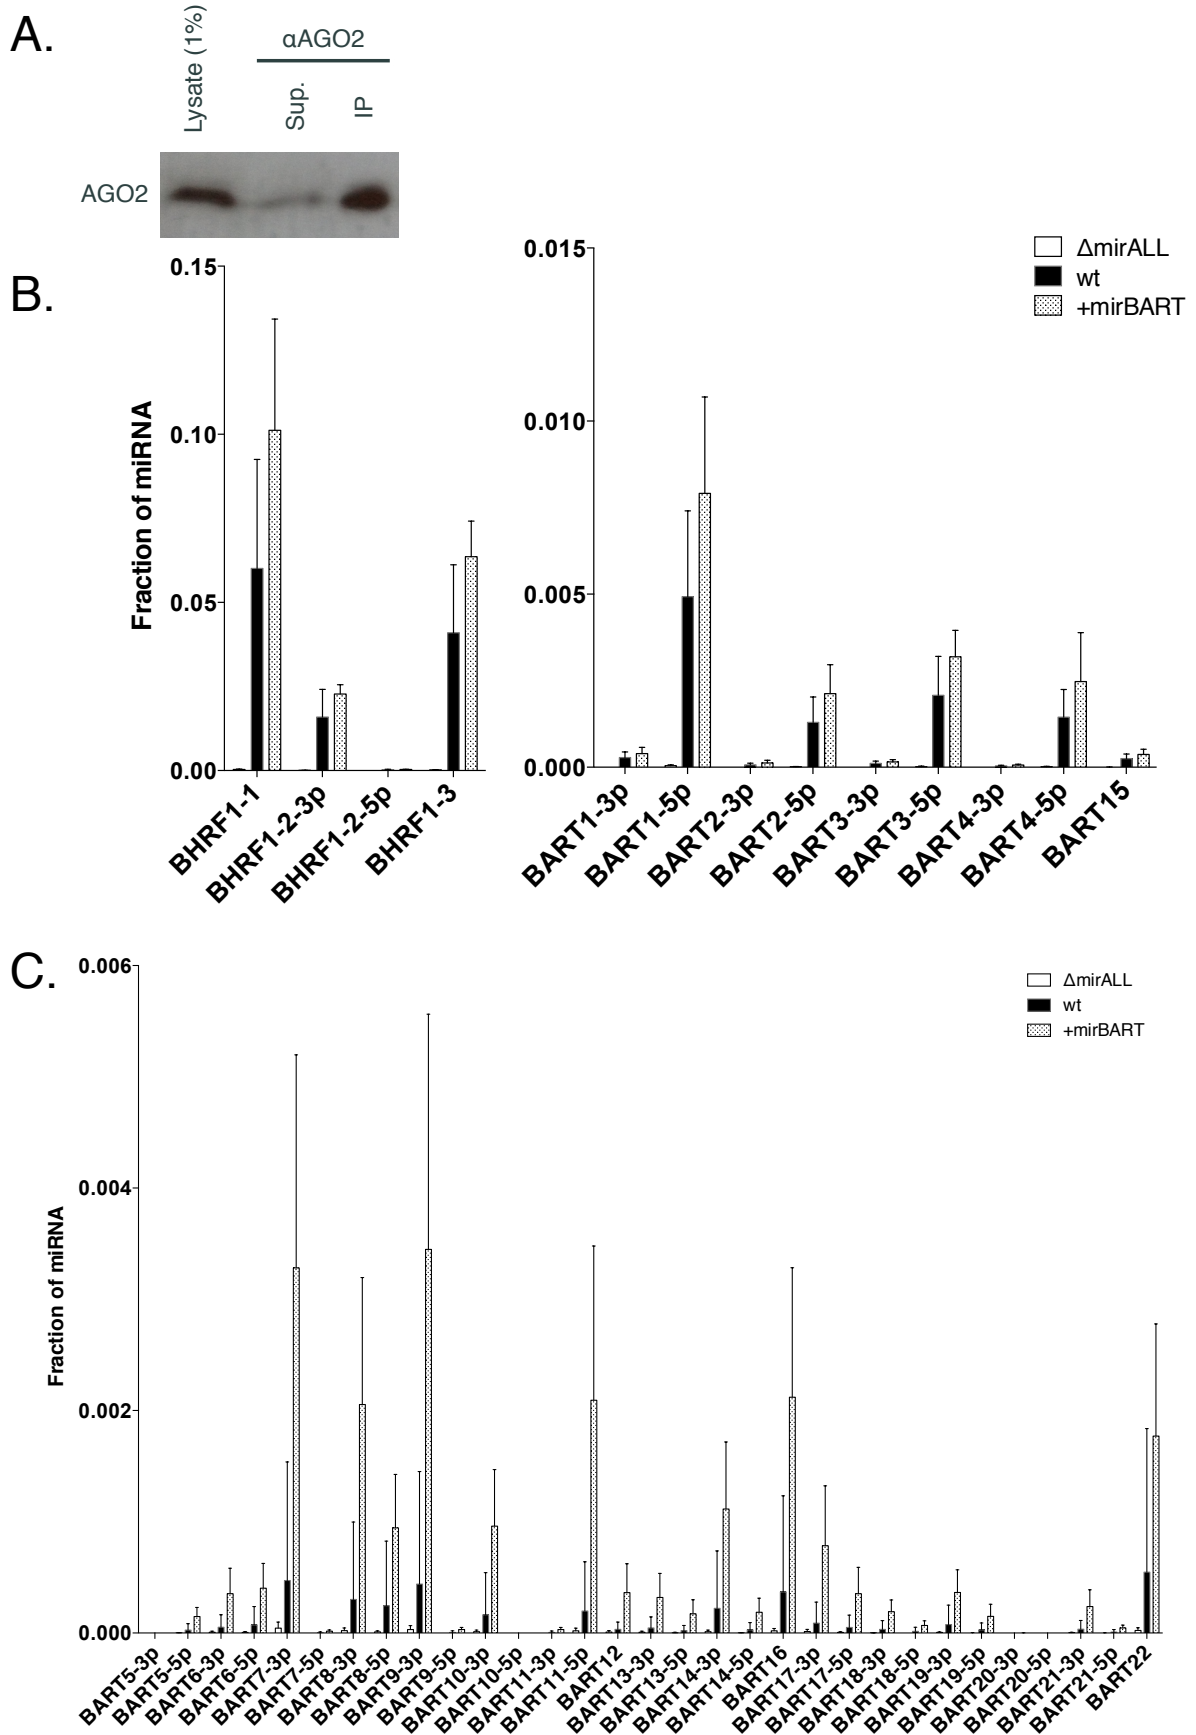 A.
Lysate (1%)
αAGO2
Sup.
IP
AGO2
B.
Fraction of miRNA
0.15
0.10
0.05
0.00
BHRF1-1
BHRF1-2-3p
BHRF1-2-5p
BHRF1-3
0.015
0.010
0.005
0.000
BART1-3p
BART1-5p
BART2-3p
BART2-5p
BART3-3p
BART3-5p
BART4-3p
BART4-5p
BART15
ΔmirALL
wt
+mirBART
C.
Fraction of miRNA
0.006
0.004
0.002
0.000
ΔmirALL
wt
+mirBART
BART5-3p
BART5-5p
BART6-3p
BART6-5p
BART7-3p
BART7-5p
BART8-3p
BART8-5p
BART9-3p
BART9-5p
BART10-3p
BART10-5p
BART11-3p
BART11-5p
BART12
BART13-3p
BART13-5p
BART14-3p
BART14-5p
BART16
BART17-3p
BART17-5p
BART18-3p
BART18-5p
BART19-3p
BART19-5p
BART20-3p
BART20-5p
BART21-3p
BART21-5p
BART22